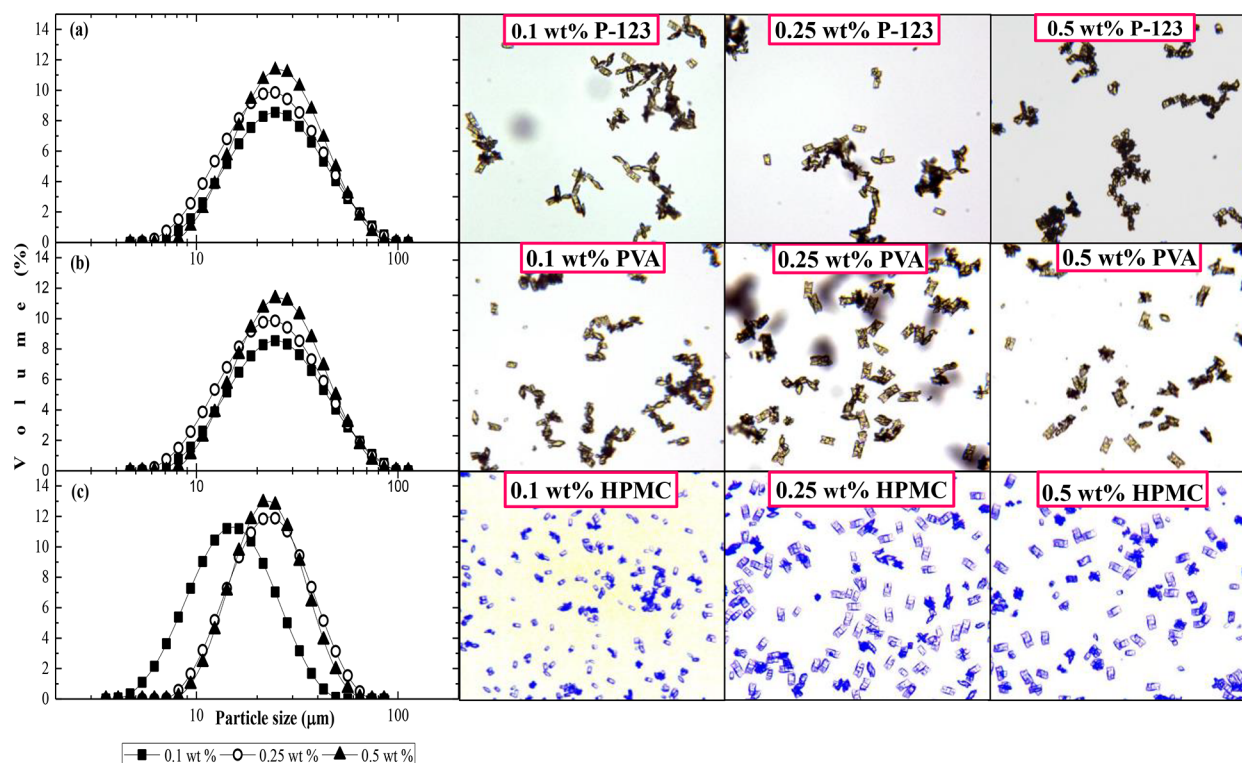 (a)
14
12
10
8
6
4
2
0
10
100
0.1 wt% P-123
0.25 wt% P-123
0.5 wt% P-123
(b)
14
12
10
8
6
4
2
0
10
100
0.1 wt% PVA
0.25 wt% PVA
0.5 wt% PVA
(c)
14
12
10
8
6
4
2
0
10
100
0.1 wt% HPMC
0.25 wt% HPMC
0.5 wt% HPMC
Volume (%)
Particle size (μm)
0.1 wt % 0.25 wt % 0.5 wt %